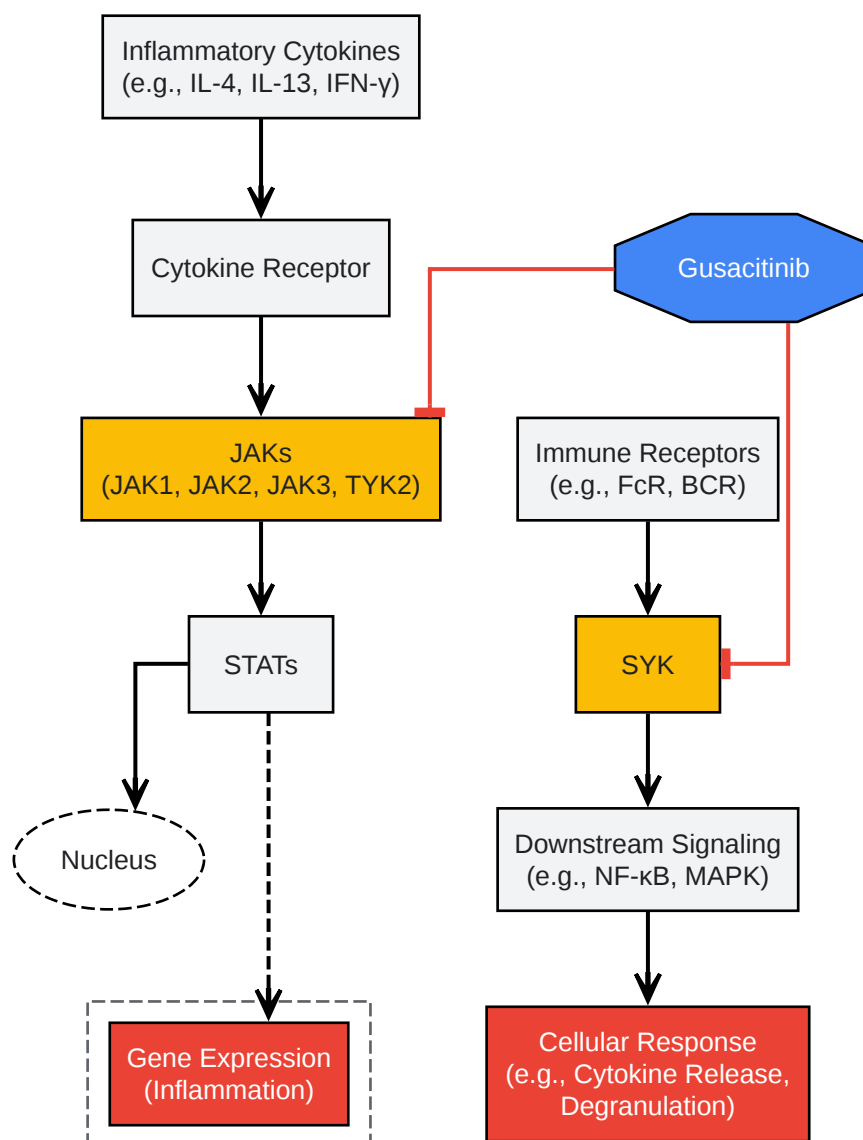 Inflammatory Cytokines
(e.g., IL-4, IL-13, IFN-γ)
Cytokine Receptor
Gusacitinib
JAKs
(JAK1, JAK2, JAK3, TYK2)
Immune Receptors
(e.g., FcR, BCR)
STATs
SYK
Nucleus
Downstream Signaling
(e.g., NF-κB, MAPK)
Gene Expression
(Inflammation)
Cellular Response
(e.g., Cytokine Release,
Degranulation)